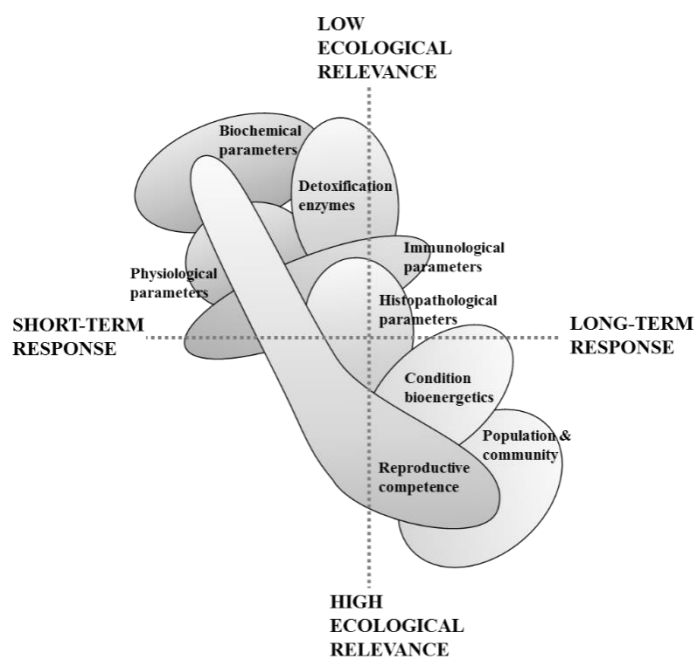 LOW
ECOLOGICAL
RELEVANCE
Biochemical
parameters
Detoxification
enzymes
Immunological
parameters
Physiological
parameters
Histopathological
parameters
SHORT-TERM
RESPONSE
LONG-TERM
RESPONSE
Condition
bioenergetics
Population &
community
Reproductive
competence
HIGH
ECOLOGICAL
RELEVANCE